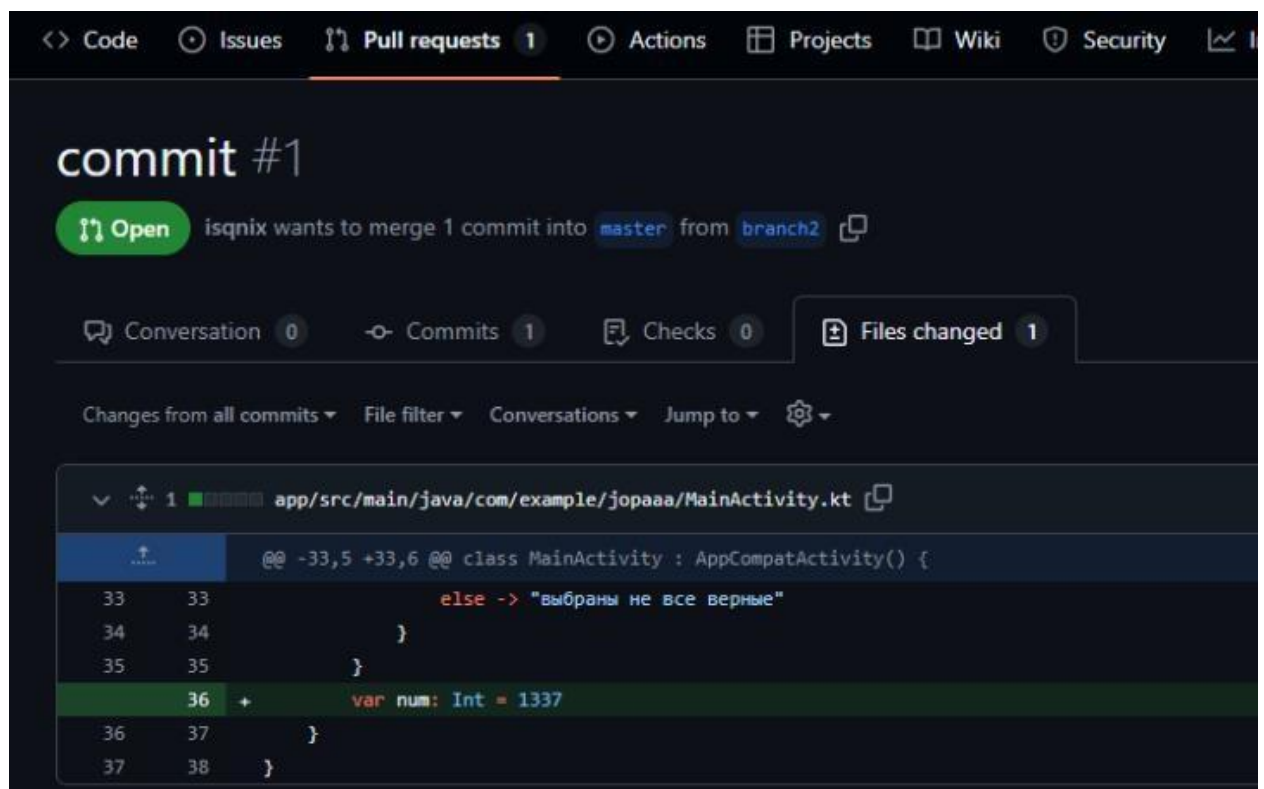 <> Code Issues Pull requests 1 Actions Projects Wiki Security
commit #1
Open isqnix wants to merge 1 commit into master from branch2
Conversation 0 Commits 1 Checks 0 Files changed 1
Changes from all commits File filter Conversations Jump to
1 app/src/main/java/com/example/jopaaa/MainActivity.kt
@@ -33,5 +33,6 @@ class MainActivity : AppCompatActivity() {
33 33 else -> "выбраны не все верные"
34 34 }
35 35 }
36 + var num: Int = 1337
36 37 }
37 38 }